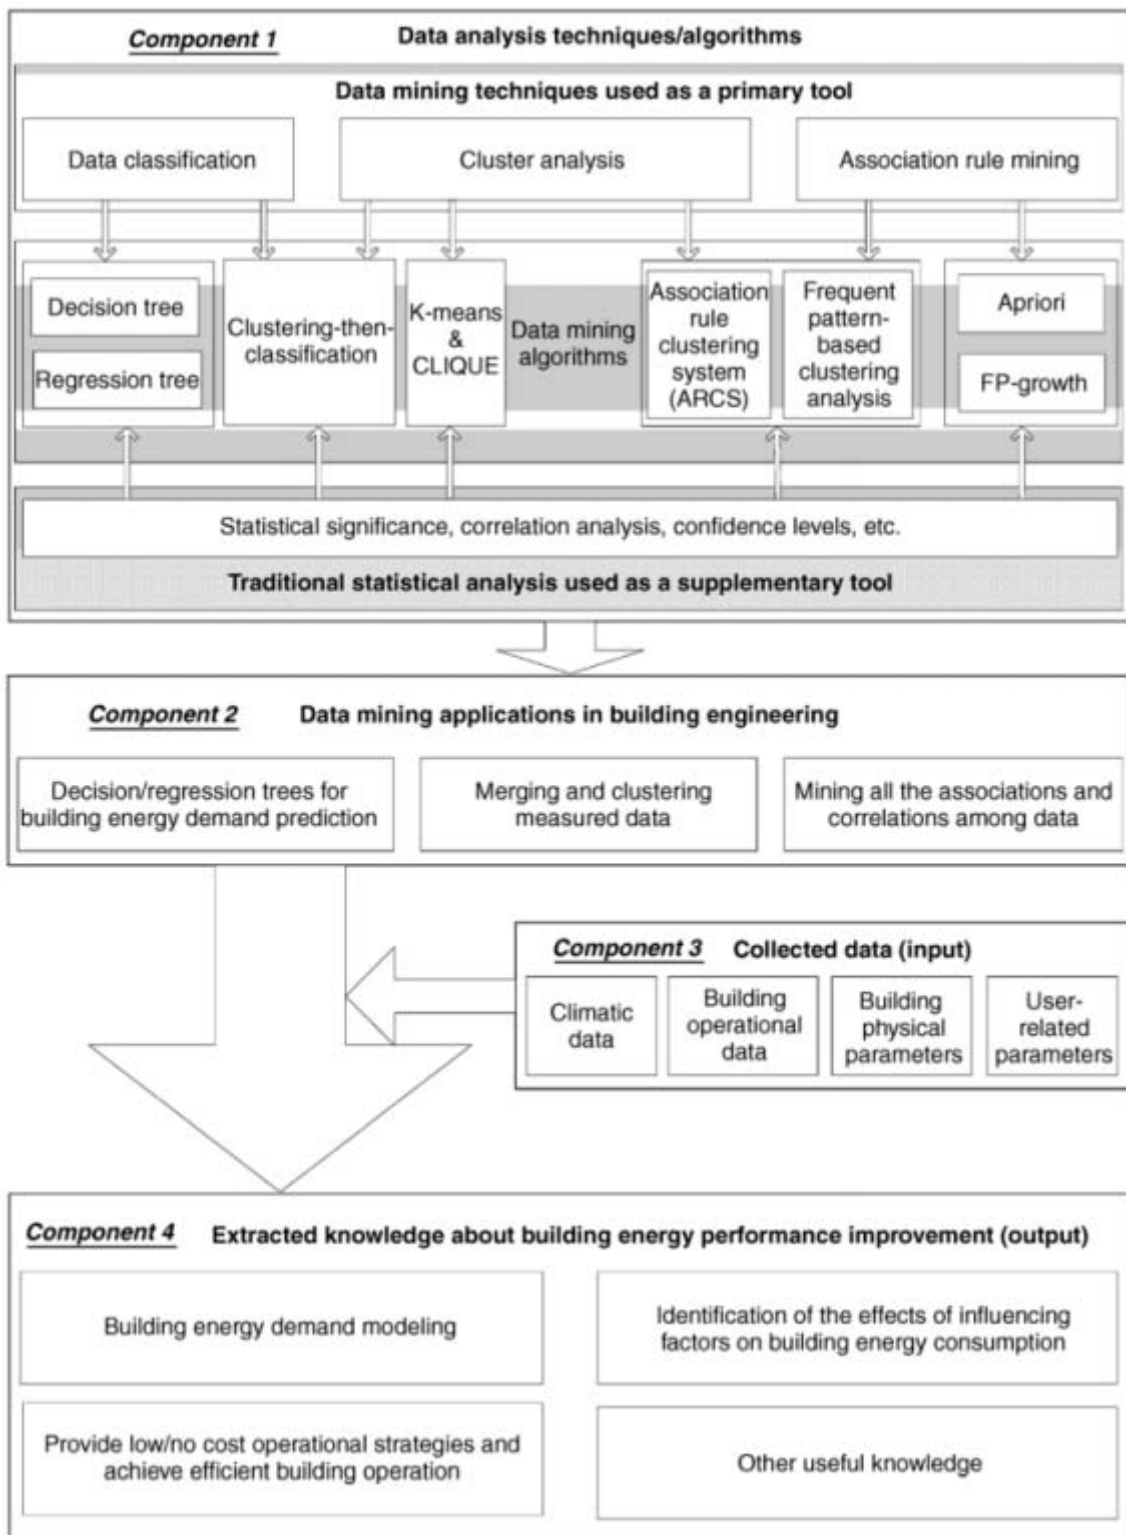 Component 1
Data analysis techniques/algorithms
Data mining techniques used as a primary tool
Data classification
Cluster analysis
Association rule mining
Decision tree
Regression tree
Clustering-then-
classification
K-means
&
CLIQUE
Data mining
algorithms
Association
rule
clustering
system
(ARCS)
Frequent
pattern-
based
clustering
analysis
Apriori
FP-growth
Statistical significance, correlation analysis, confidence levels, etc.
Traditional statistical analysis used as a supplementary tool
Component 2
Data mining applications in building engineering
Decision/regression trees for
building energy demand prediction
Merging and clustering
measured data
Mining all the associations and
correlations among data
Component 3
Collected data (input)
Climatic
data
Building
operational
data
Building
physical
parameters
User-
related
parameters
Component 4
Extracted knowledge about building energy performance improvement (output)
Building energy demand modeling
Identification of the effects of influencing
factors on building energy consumption
Provide low/no cost operational strategies and
achieve efficient building operation
Other useful knowledge